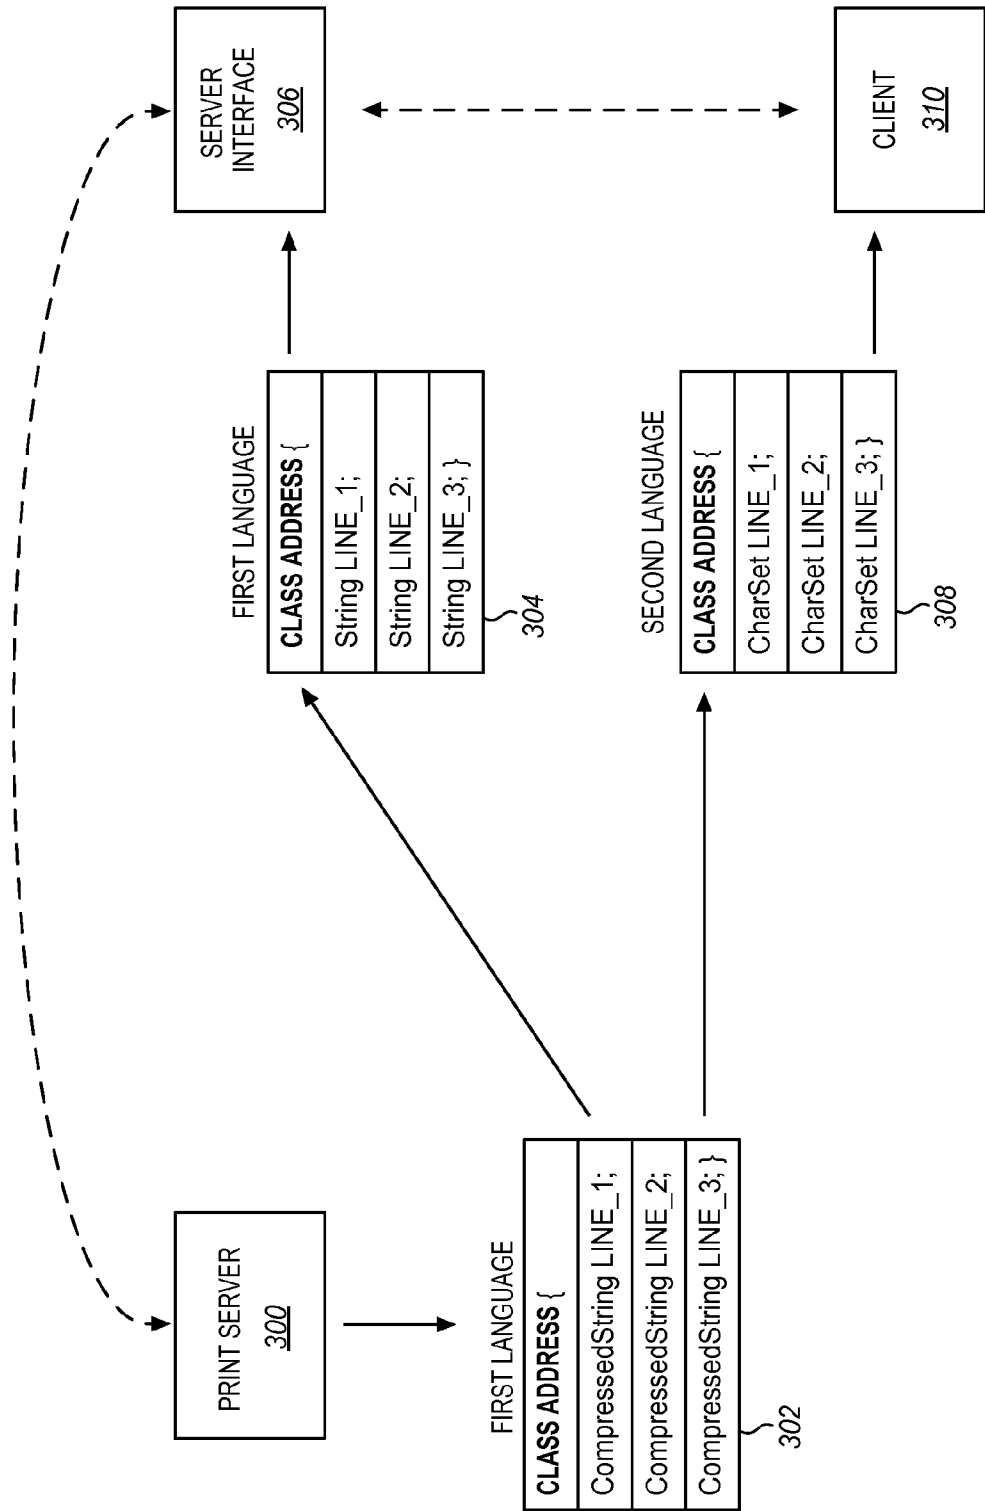 PRINT SERVER
300
SERVER
INTERFACE
306
FIRST LANGUAGE
CLASS ADDRESS {
CompressedString LINE_1;
CompressedString LINE_2;
CompressedString LINE_3; }
302
FIRST LANGUAGE
CLASS ADDRESS {
String LINE_1;
String LINE_2;
String LINE_3; }
304
SECOND LANGUAGE
CLASS ADDRESS {
CharSet LINE_1;
CharSet LINE_2;
CharSet LINE_3; }
308
CLIENT
310